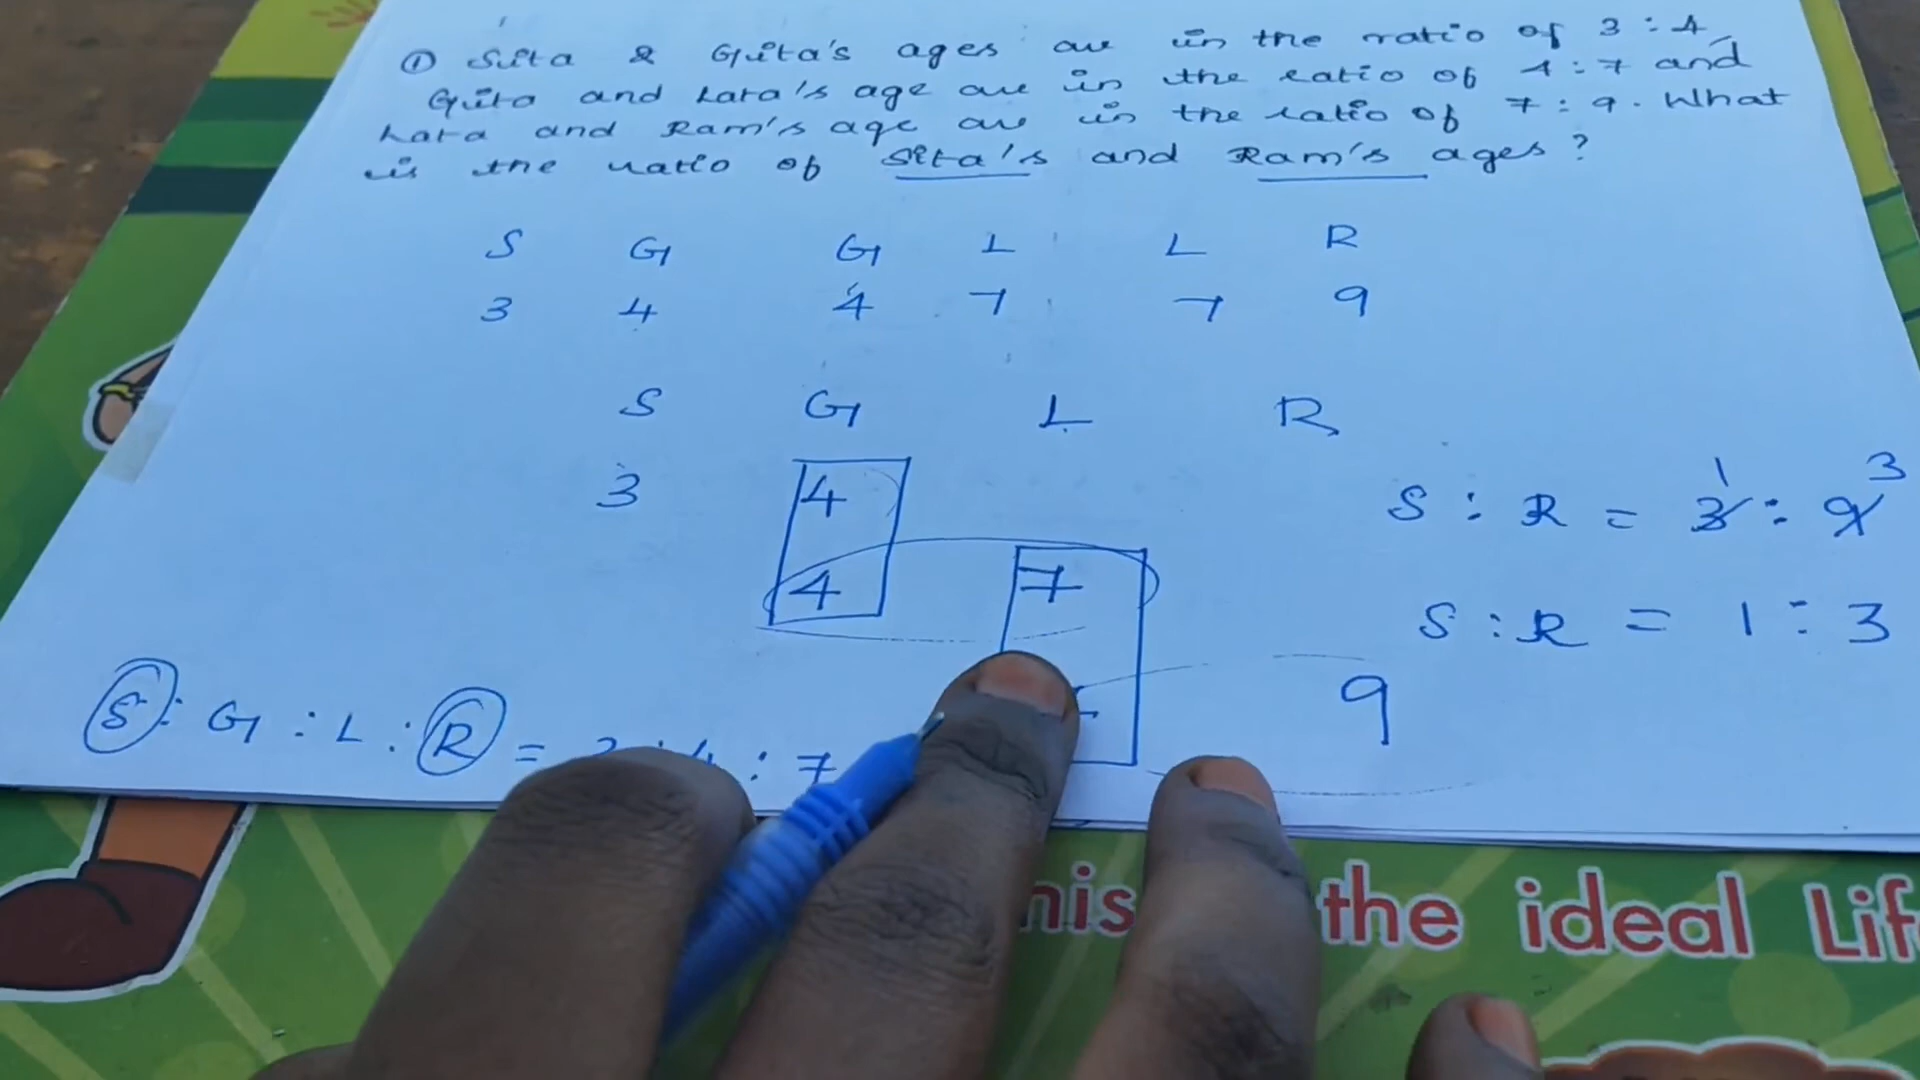 ① Sita & Gita's ages are in the ratio of 3 : 4,
Gita and Lata's age are in the ratio of 4 : 7 and
Lata and Ram's age are in the ratio of 7 : 9. What
is the ratio of Sita's and Ram's ages ?
S G G L L R
3 4 4 7 7 9
S G L R
3 4
4 7
9
S : R = 3 : 9
1 3
S : R = 1 : 3
S : G : L : R = : 4 : 7
the ideal